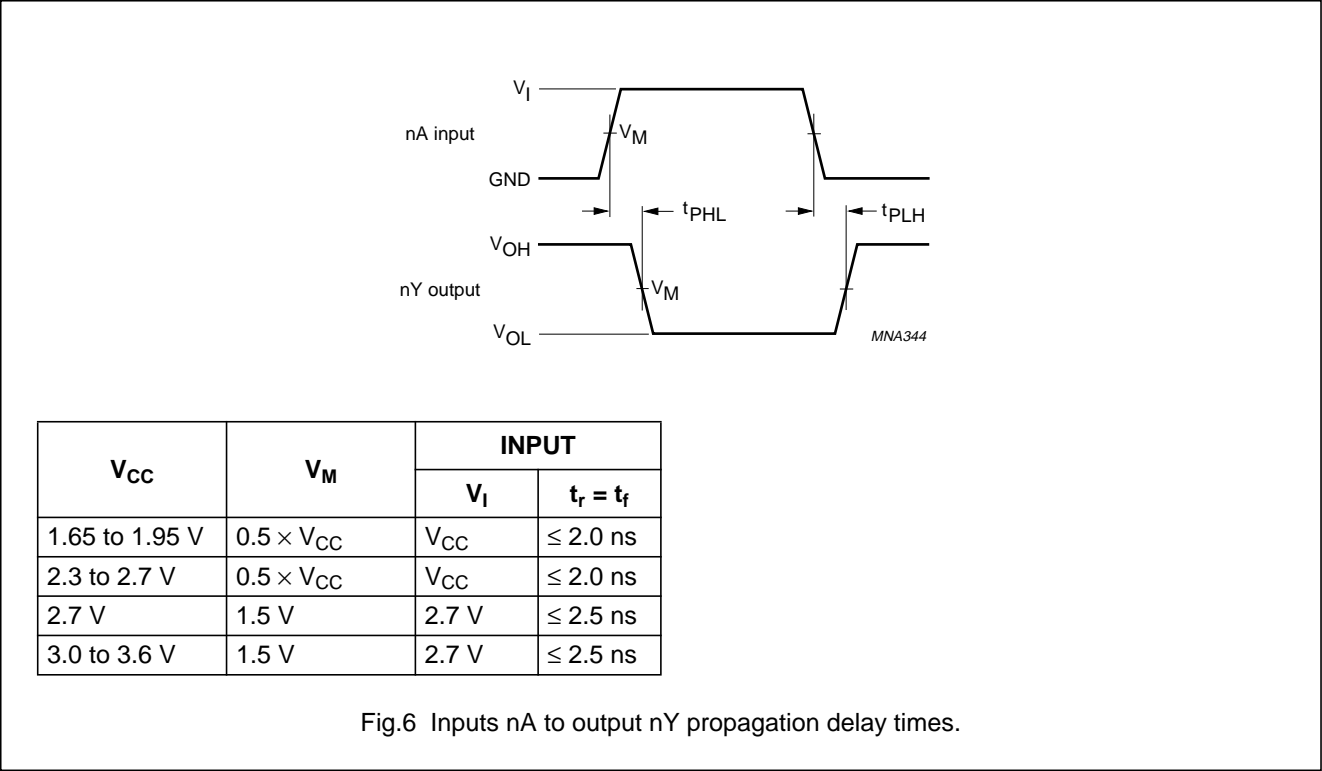 VI
nA input
VM
GND
tPHL
tPLH
VOH
nY output
VM
VOL
MNA344
VCC VM INPUT
VI tr = tf
1.65 to 1.95 V 0.5 × VCC VCC ≤ 2.0 ns
2.3 to 2.7 V 0.5 × VCC VCC ≤ 2.0 ns
2.7 V 1.5 V 2.7 V ≤ 2.5 ns
3.0 to 3.6 V 1.5 V 2.7 V ≤ 2.5 ns
Fig.6 Inputs nA to output nY propagation delay times.